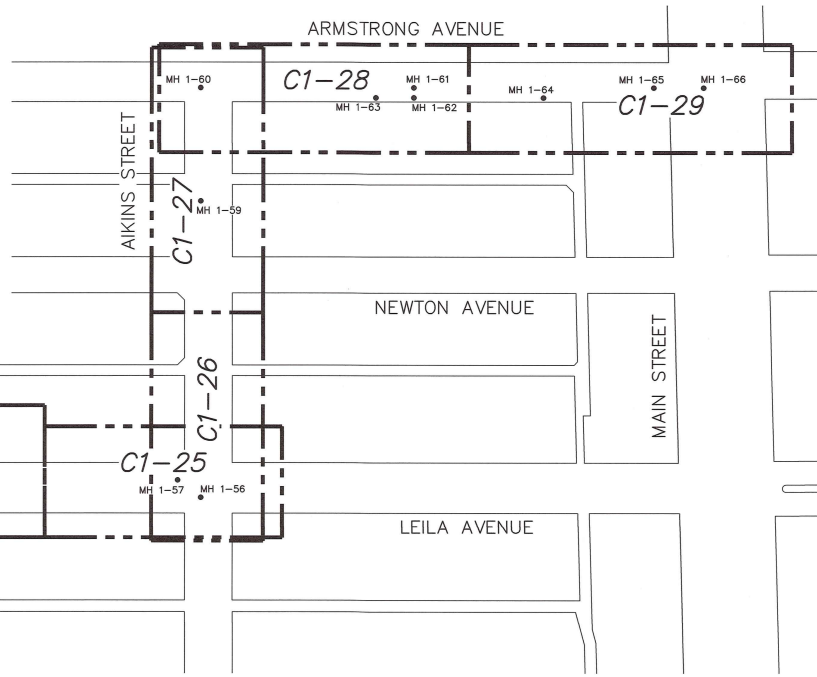 ARMSTRONG AVENUE
MH 1-60
C1-28
MH 1-61
MH 1-63
MH 1-62
MH 1-64
MH 1-65
MH 1-66
C1-29
AIKINS STREET
C1-27
MH 1-59
NEWTON AVENUE
MAIN STREET
C1-26
C1-25
MH 1-57
MH 1-56
LEILA AVENUE